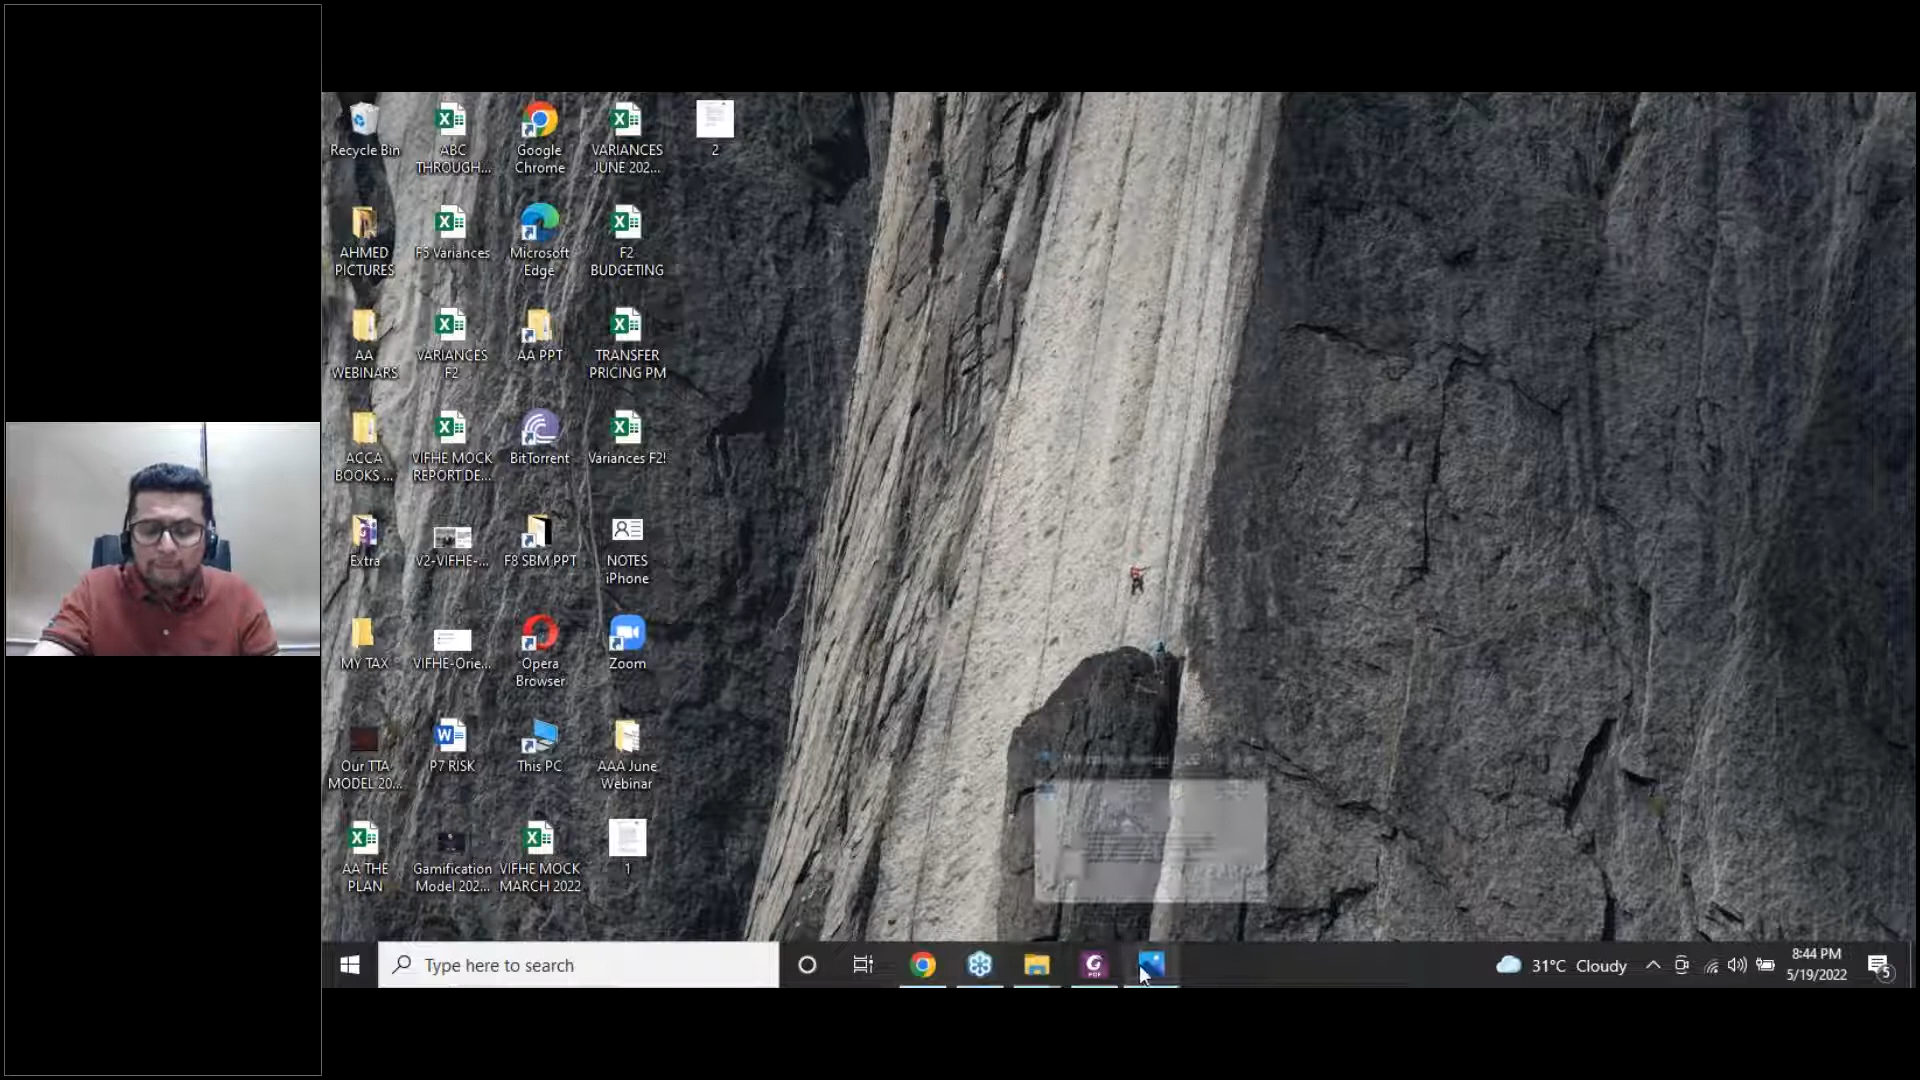 Recycle Bin
ABC
THROUGH...
Google
Chrome
VARIANCES
JUNE 202...
2
AHMED
PICTURES
F5 Variances
Microsoft
Edge
F2
BUDGETING
AA
WEBINARS
VARIANCES
F2
AA PPT
TRANSFER
PRICING PM
ACCA
BOOKS ...
VIFHE MOCK
REPORT DE...
BitTorrent
Variances F2!
Extra
V2-VIFHE-...
F8 SBM PPT
NOTES
iPhone
MY TAX
VIFHE-Orie...
Opera
Browser
Zoom
Our TTA
MODEL 20...
P7 RISK
This PC
AAA June
Webinar
AA THE
PLAN
Gamification
Model 202...
VIFHE MOCK
MARCH 2022
1
Type here to search
31°C Cloudy
8:44 PM
5/19/2022
5